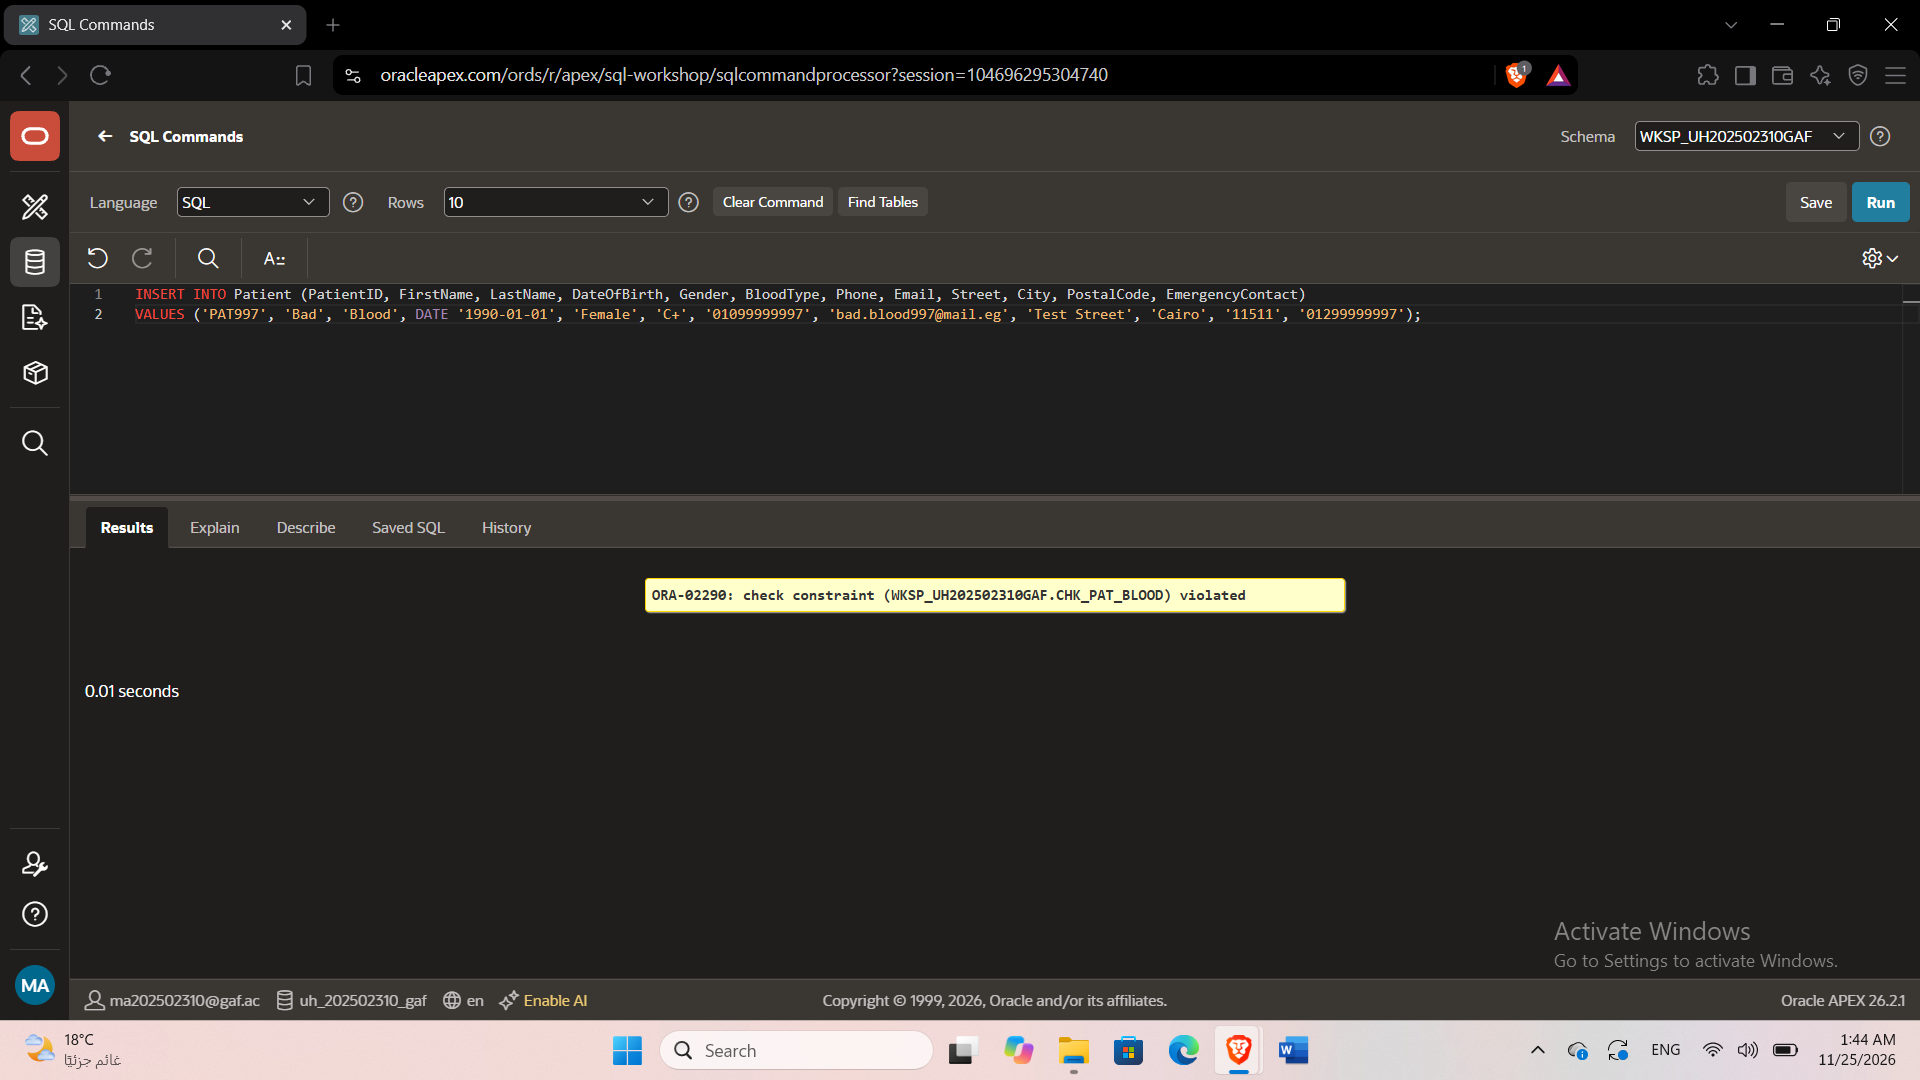 SQL Commands
oracleapex.com/ords/r/apex/sql-workshop/sqlcommandprocessor?session=104696295304740
1
SQL Commands
Schema
WKSP_UH202502310GAF
Language
SQL
Rows
10
Clear Command
Find Tables
Save
Run
A::
1 INSERT INTO Patient (PatientID, FirstName, LastName, DateOfBirth, Gender, BloodType, Phone, Email, Street, City, PostalCode, EmergencyContact)
2 VALUES ('PAT997', 'Bad', 'Blood', DATE '1990-01-01', 'Female', 'C+', '01099999997', 'bad.blood997@mail.eg', 'Test Street', 'Cairo', '11511', '01299999997');
Results
Explain
Describe
Saved SQL
History
ORA-02290: check constraint (WKSP_UH202502310GAF.CHK_PAT_BLOOD) violated
0.01 seconds
Activate Windows
Go to Settings to activate Windows.
MA
ma202502310@gaf.ac
uh_202502310_gaf
en
Enable AI
Copyright © 1999, 2026, Oracle and/or its affiliates.
Oracle APEX 26.2.1
18°C
غائم جزئيًا
Search
W
ENG
1:44 AM
11/25/2026